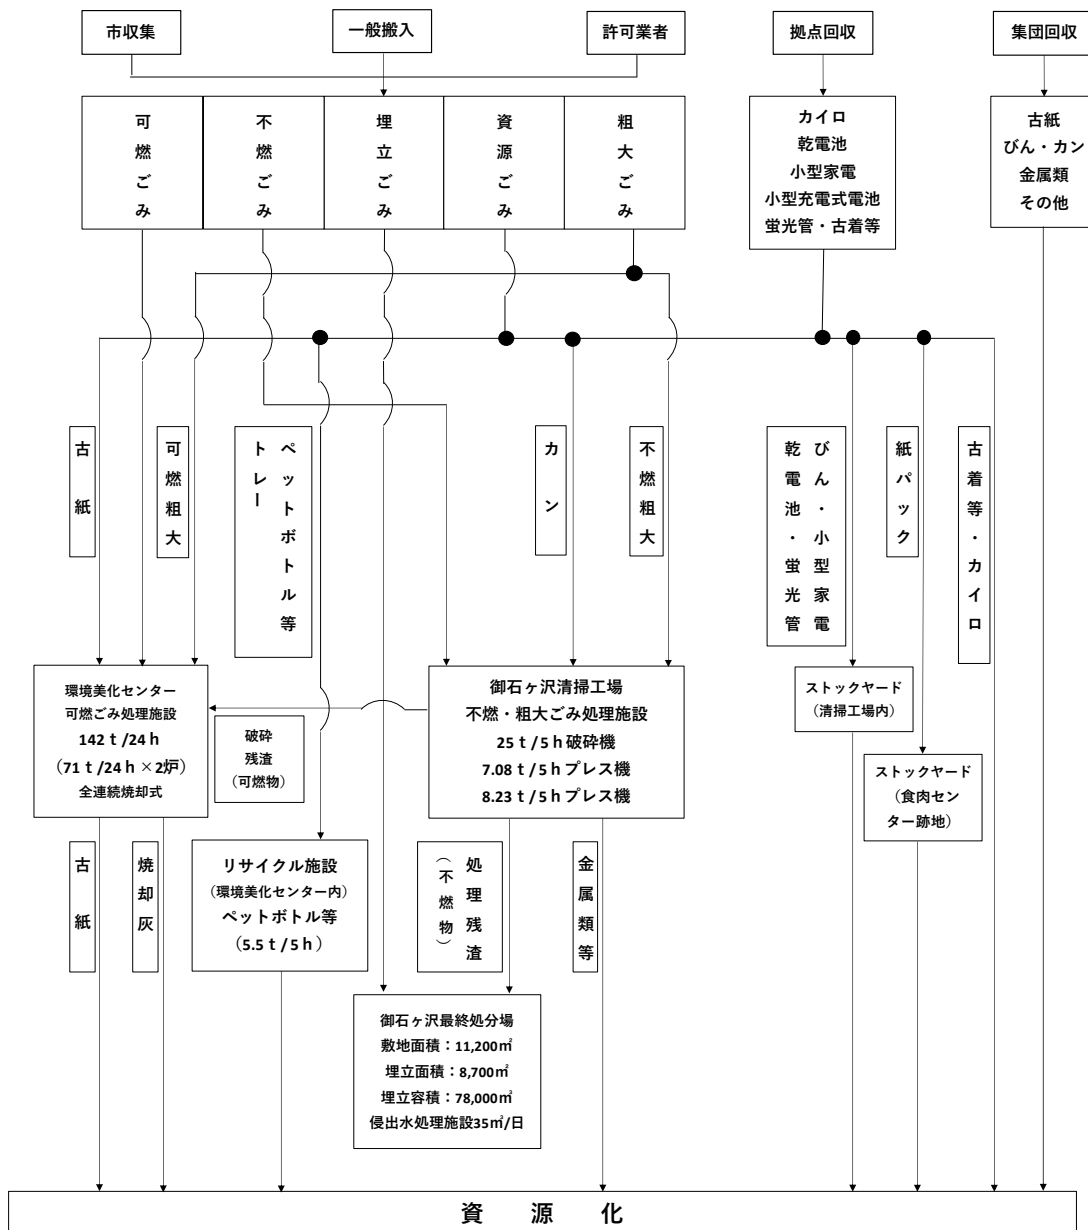 市収集
一般搬入
許可業者
拠点回収
集団回収
可燃ごみ
不燃ごみ
埋立ごみ
資源ごみ
粗大ごみ
カイロ
乾電池
小型家電
小型充電式電池
蛍光管・古着等
古紙
びん・カン
金属類
その他
古紙
可燃粗大
ペットボトル等
トレー
カン
不燃粗大
びん・小型家電
乾電池・蛍光管
紙パック
古着等・カイロ
環境美化センター
可燃ごみ処理施設
142ｔ/24ｈ
（71ｔ/24ｈ×2炉）
全連続焼却式
破砕
残渣
（可燃物）
御石ヶ沢清掃工場
不燃・粗大ごみ処理施設
25ｔ/5ｈ破砕機
7.08ｔ/5ｈプレス機
8.23ｔ/5ｈプレス機
ストックヤード
（清掃工場内）
ストックヤード
（食肉セン
ター跡地）
古紙
焼却灰
リサイクル施設
（環境美化センター内）
ペットボトル等
（5.5ｔ/5ｈ）
処理残渣
（不燃物）
金属類等
御石ヶ沢最終処分場
敷地面積：11,200㎡
埋立面積：8,700㎡
埋立容積：78,000㎥
侵出水処理施設35㎥/日
資源化